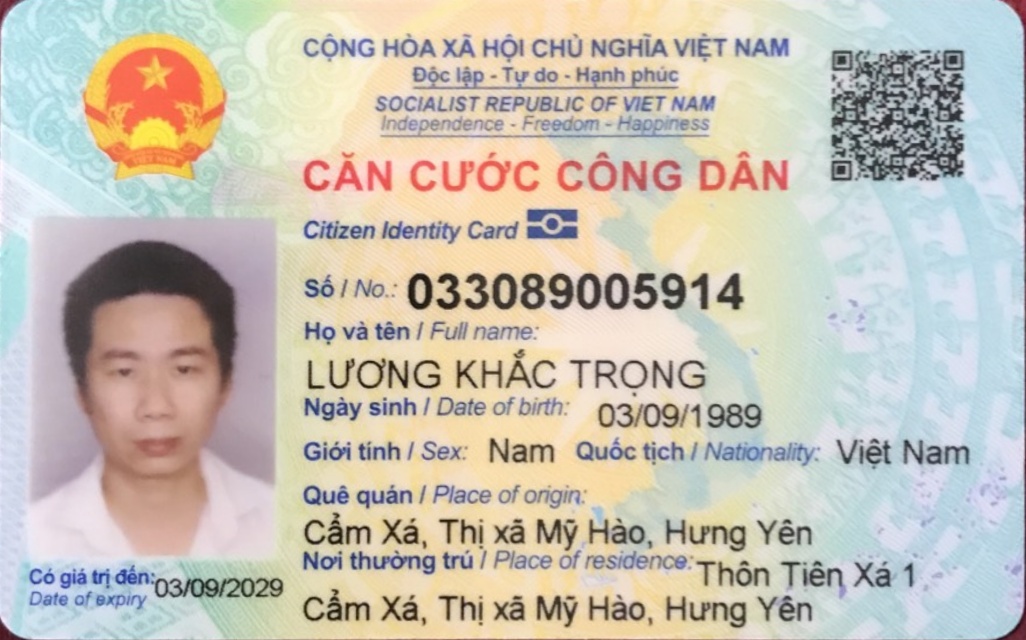 CỘNG HÒA XÃ HỘI CHỦ NGHĨA VIỆT NAM
Độc lập - Tự do - Hạnh phúc
SOCIALIST REPUBLIC OF VIET NAM
Independence - Freedom - Happiness
CĂN CƯỚC CÔNG DÂN
Citizen Identity Card
Số / No.: 033089005914
Họ và tên / Full name:
LƯƠNG KHẮC TRỌNG
Ngày sinh / Date of birth: 03/09/1989
Giới tính / Sex: Nam Quốc tịch / Nationality: Việt Nam
Quê quán / Place of origin:
Cẩm Xá, Thị xã Mỹ Hào, Hưng Yên
Nơi thường trú / Place of residence: Thôn Tiên Xá 1
Cẩm Xá, Thị xã Mỹ Hào, Hưng Yên
Có giá trị đến: 03/09/2029
Date of expiry
VIỆT NAM